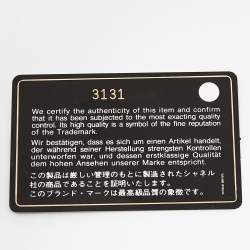 3131
We certify the authenticity of this item and confirm
that it has been subjected to the most exacting quality
control. Its high quality is a symbol of the fine reputation
of the Trademark.
Wir bestätigen, dass es sich um einen Artikel handelt,
der während seiner Herstellung strengsten Kontrollen
unterworfen war, und dessen erstklassige Qualität
dem hohen Ansehen unserer Marke entspricht.
この製品は厳しい管理のもとに製造されたシャネル
社の商品であることを証明いたします。
このブランド・マークは最高級品質の象徴です。